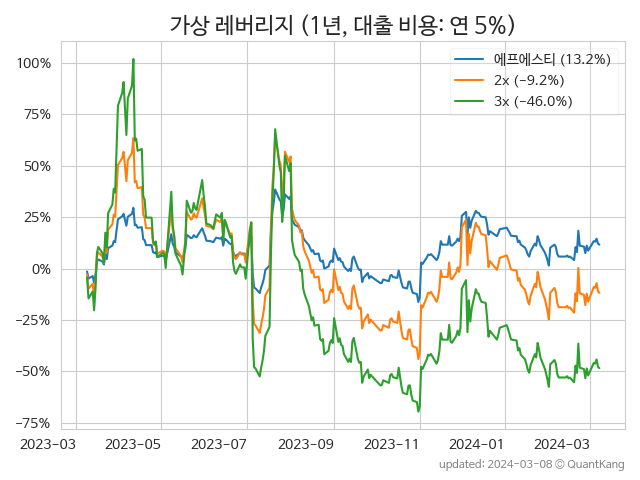 가상 레버리지 (1년, 대출 비용: 연 5%)
에프에스티 (13.2%)
2x (−9.2%)
3x (−46.0%)
100%
75%
50%
25%
0%
−25%
−50%
−75%
2023-03 2023-05 2023-07 2023-09 2023-11 2024-01 2024-03
updated: 2024-03-08 ⓒ QuantKang